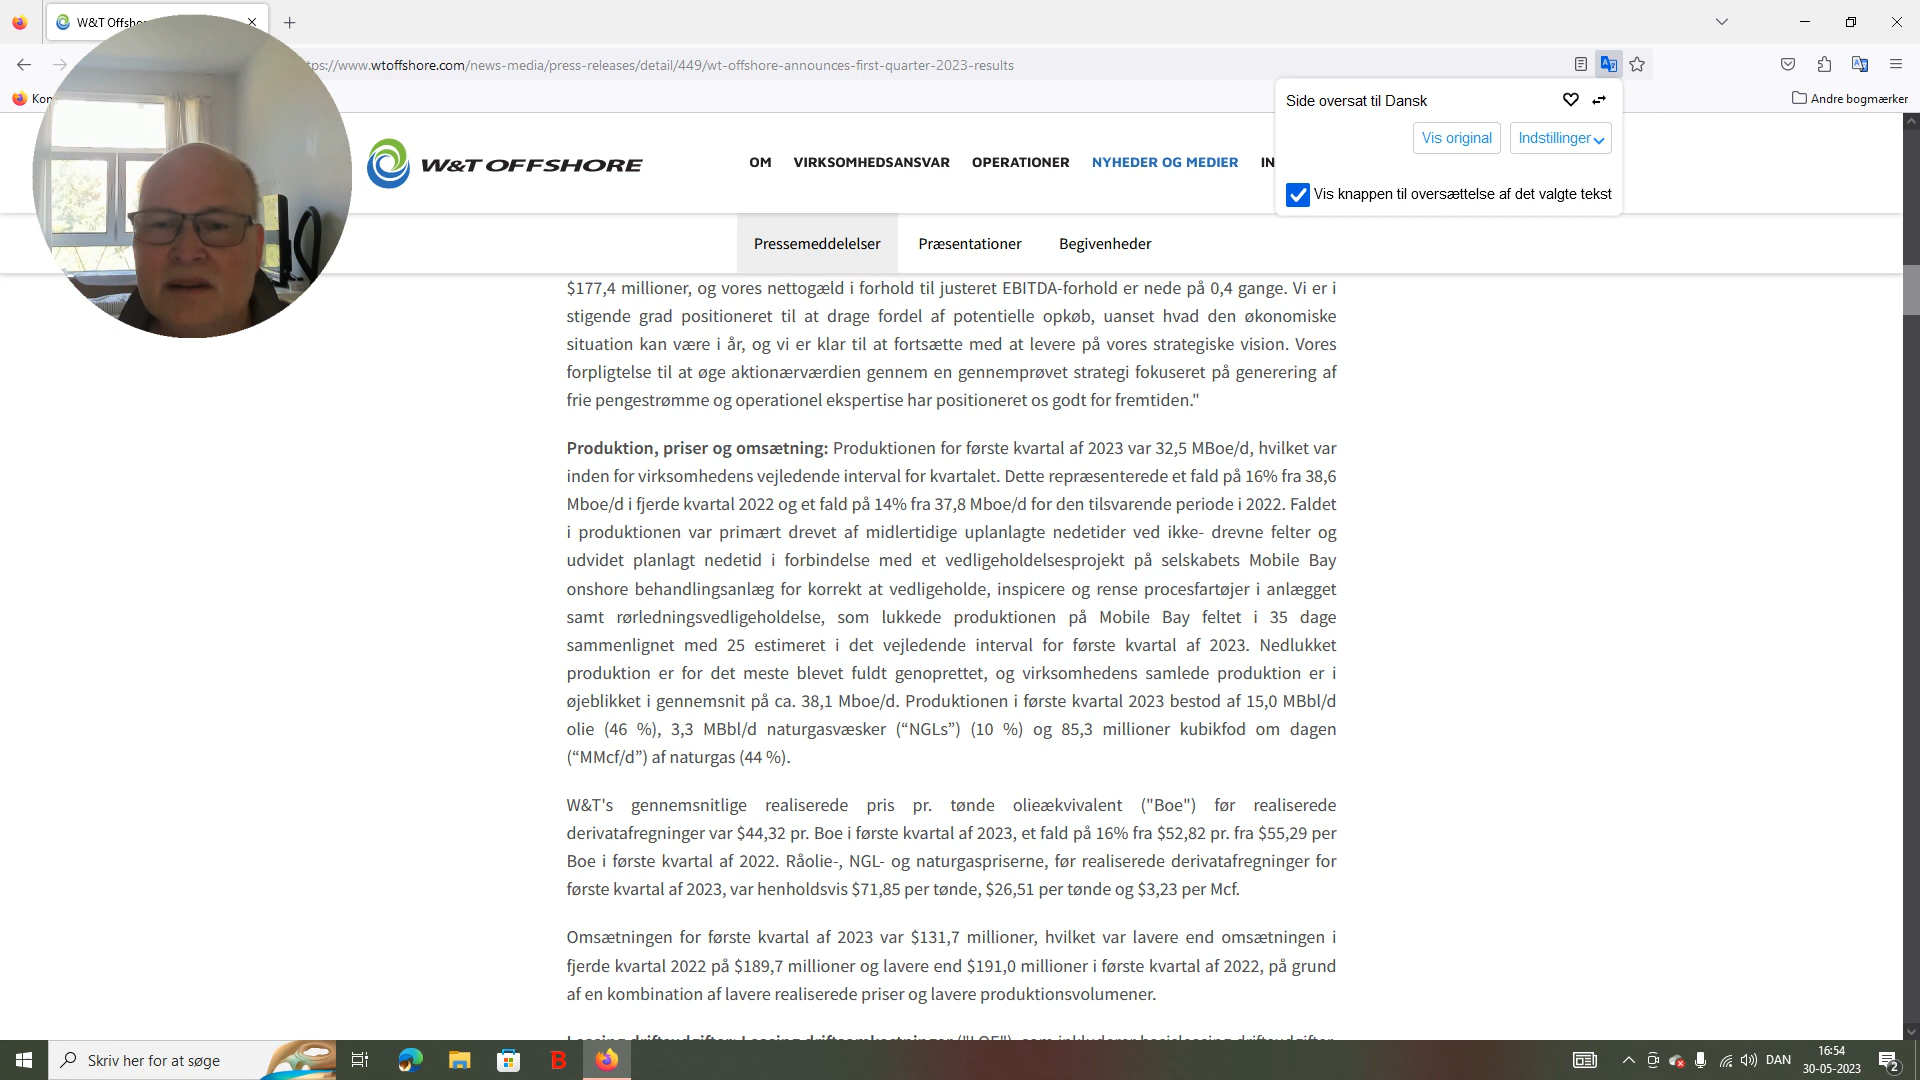 W&T Offsho
tps://www.wtoffshore.com/news-media/press-releases/detail/449/wt-offshore-announces-first-quarter-2023-results
Andre bogmærker
Side oversat til Dansk
Vis original
Indstillinger
Vis knappen til oversættelse af det valgte tekst
W&T OFFSHORE
OM VIRKSOMHEDSANSVAR OPERATIONER NYHEDER OG MEDIER IN
Pressemeddelelser Præsentationer Begivenheder
$177,4 millioner, og vores nettogæld i forhold til justeret EBITDA-forhold er nede på 0,4 gange. Vi er i
stigende grad positioneret til at drage fordel af potentielle opkøb, uanset hvad den økonomiske
situation kan være i år, og vi er klar til at fortsætte med at levere på vores strategiske vision. Vores
forpligtelse til at øge aktionærværdien gennem en gennemprøvet strategi fokuseret på generering af
frie pengestrømme og operationel ekspertise har positioneret os godt for fremtiden."
Produktion, priser og omsætning: Produktionen for første kvartal af 2023 var 32,5 MBoe/d, hvilket var
inden for virksomhedens vejledende interval for kvartalet. Dette repræsenterede et fald på 16% fra 38,6
Mboe/d i fjerde kvartal 2022 og et fald på 14% fra 37,8 Mboe/d for den tilsvarende periode i 2022. Faldet
i produktionen var primært drevet af midlertidige uplanlagte nedetider ved ikke- drevne felter og
udvidet planlagt nedetid i forbindelse med et vedligeholdelsesprojekt på selskabets Mobile Bay
onshore behandlingsanlæg for korrekt at vedligeholde, inspicere og rense procesfartøjer i anlægget
samt rørledningsvedligeholdelse, som lukkede produktionen på Mobile Bay feltet i 35 dage
sammenlignet med 25 estimeret i det vejledende interval for første kvartal af 2023. Nedlukket
produktion er for det meste blevet fuldt genoprettet, og virksomhedens samlede produktion er i
øjeblikket i gennemsnit på ca. 38,1 Mboe/d. Produktionen i første kvartal 2023 bestod af 15,0 MBbl/d
olie (46 %), 3,3 MBbl/d naturgasvæsker (“NGLs”) (10 %) og 85,3 millioner kubikfod om dagen
(“MMcf/d”) af naturgas (44 %).
W&T's gennemsnitlige realiserede pris pr. tønde olieækvivalent ("Boe") før realiserede
derivatafregninger var $44,32 pr. Boe i første kvartal af 2023, et fald på 16% fra $52,82 pr. fra $55,29 per
Boe i første kvartal af 2022. Råolie-, NGL- og naturgaspriserne, før realiserede derivatafregninger for
første kvartal af 2023, var henholdsvis $71,85 per tønde, $26,51 per tønde og $3,23 per Mcf.
Omsætningen for første kvartal af 2023 var $131,7 millioner, hvilket var lavere end omsætningen i
fjerde kvartal 2022 på $189,7 millioner og lavere end $191,0 millioner i første kvartal af 2022, på grund
af en kombination af lavere realiserede priser og lavere produktionsvolumener.
Skriv her for at søge
DAN
16:54
30-05-2023
2